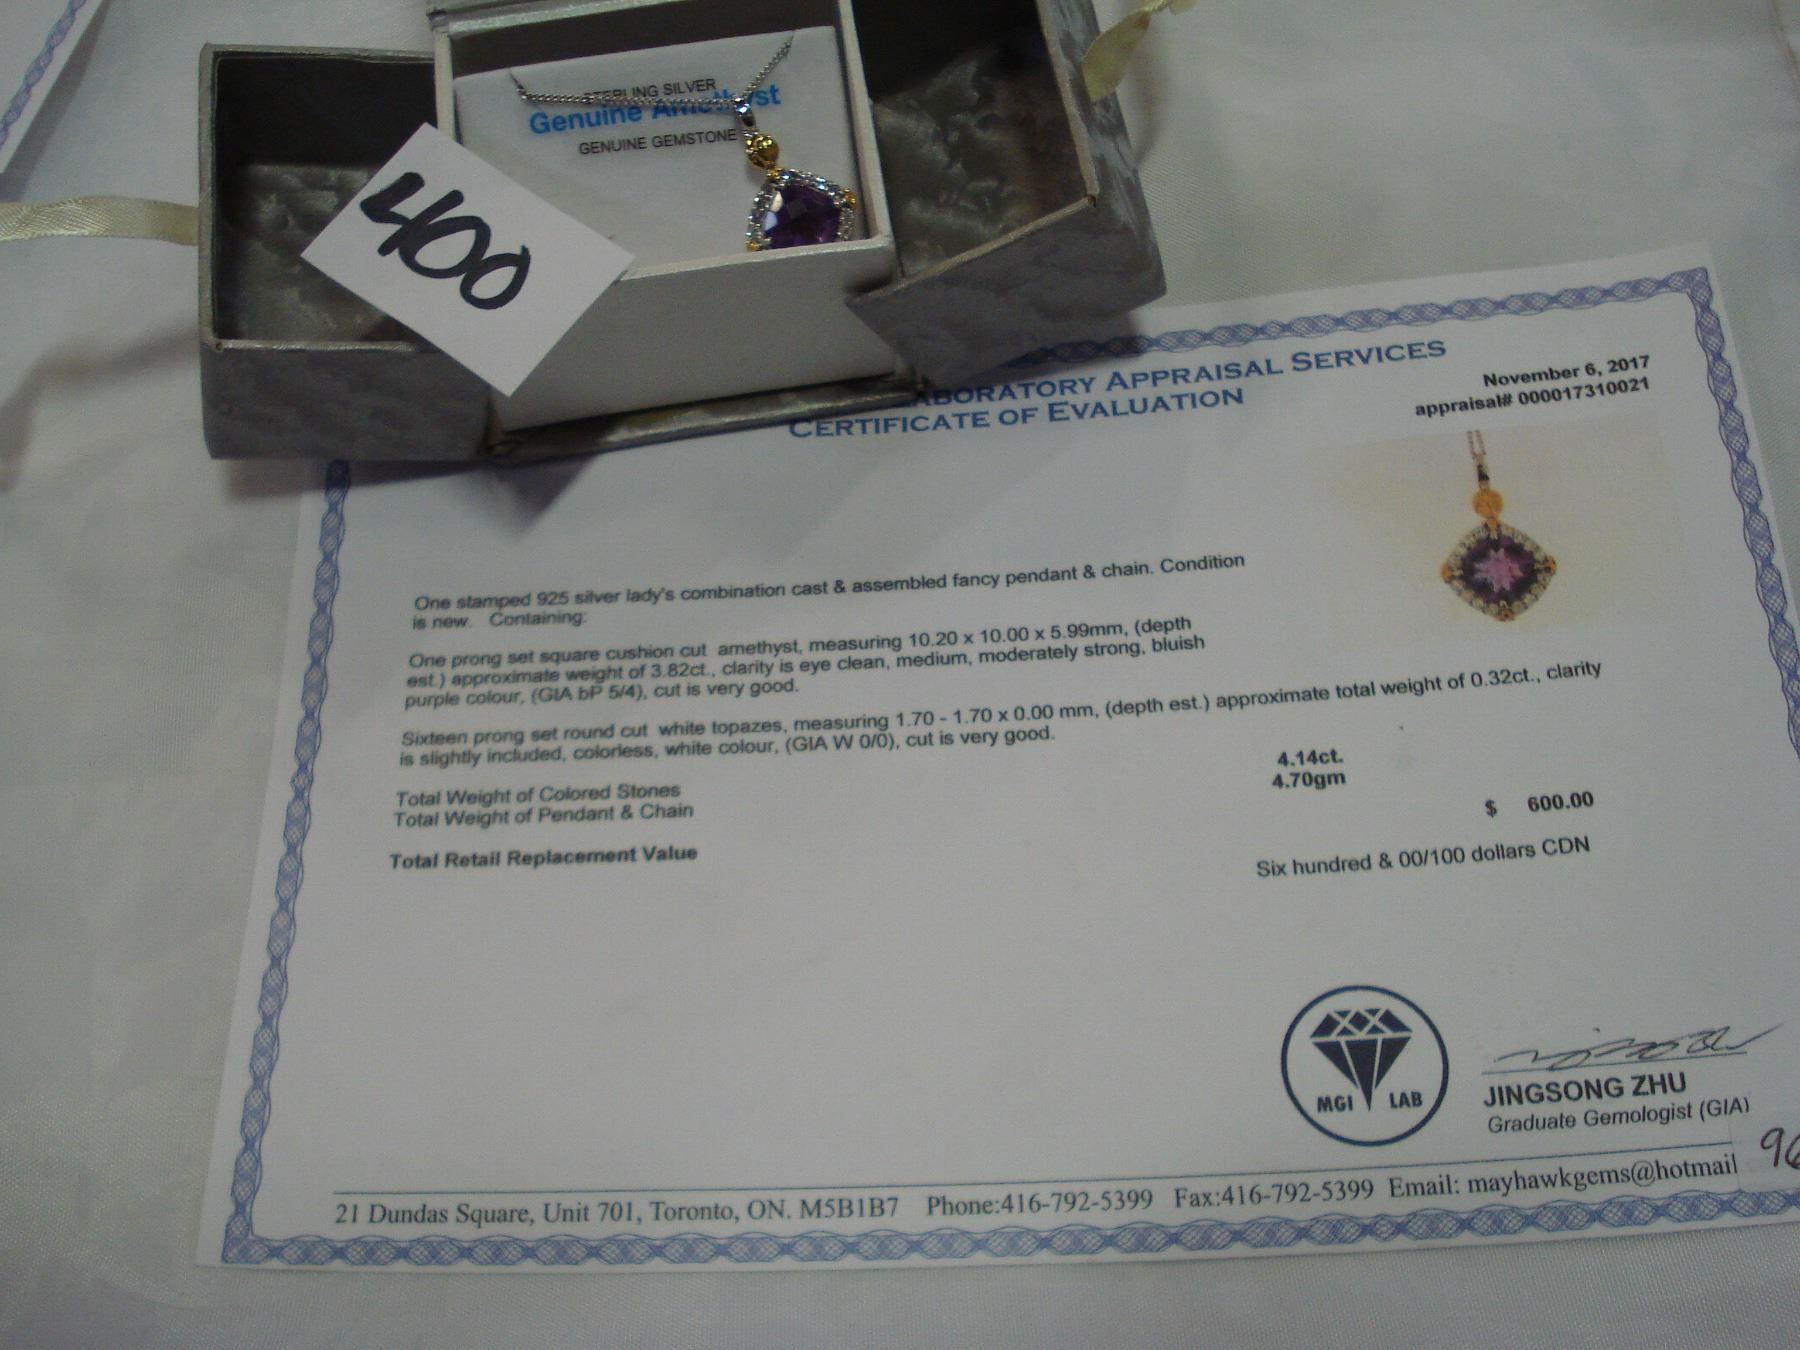 STERLING SILVER
Genuine Amethyst
GENUINE GEMSTONE
400
LABORATORY APPRAISAL SERVICES
CERTIFICATE OF EVALUATION
November 6, 2017
appraisal# 000017310021
One stamped 925 silver lady's combination cast & assembled fancy pendant & chain. Condition
is new. Containing:
One prong set square cushion cut amethyst, measuring 10.20 x 10.00 x 5.99mm, (depth
est.) approximate weight of 3.82ct., clarity is eye clean, medium, moderately strong, bluish
purple colour, (GIA bP 5/4), cut is very good.
Sixteen prong set round cut white topazes, measuring 1.70 - 1.70 x 0.00 mm, (depth est.) approximate total weight of 0.32ct., clarity
is slightly included, colorless, white colour, (GIA W 0/0), cut is very good.
Total Weight of Colored Stones 4.14ct.
Total Weight of Pendant & Chain 4.70gm
Total Retail Replacement Value $ 600.00
Six hundred & 00/100 dollars CDN
MGI LAB
JINGSONG ZHU
Graduate Gemologist (GIA)
96
21 Dundas Square, Unit 701, Toronto, ON. M5B1B7 Phone:416-792-5399 Fax:416-792-5399 Email: mayhawkgems@hotmail